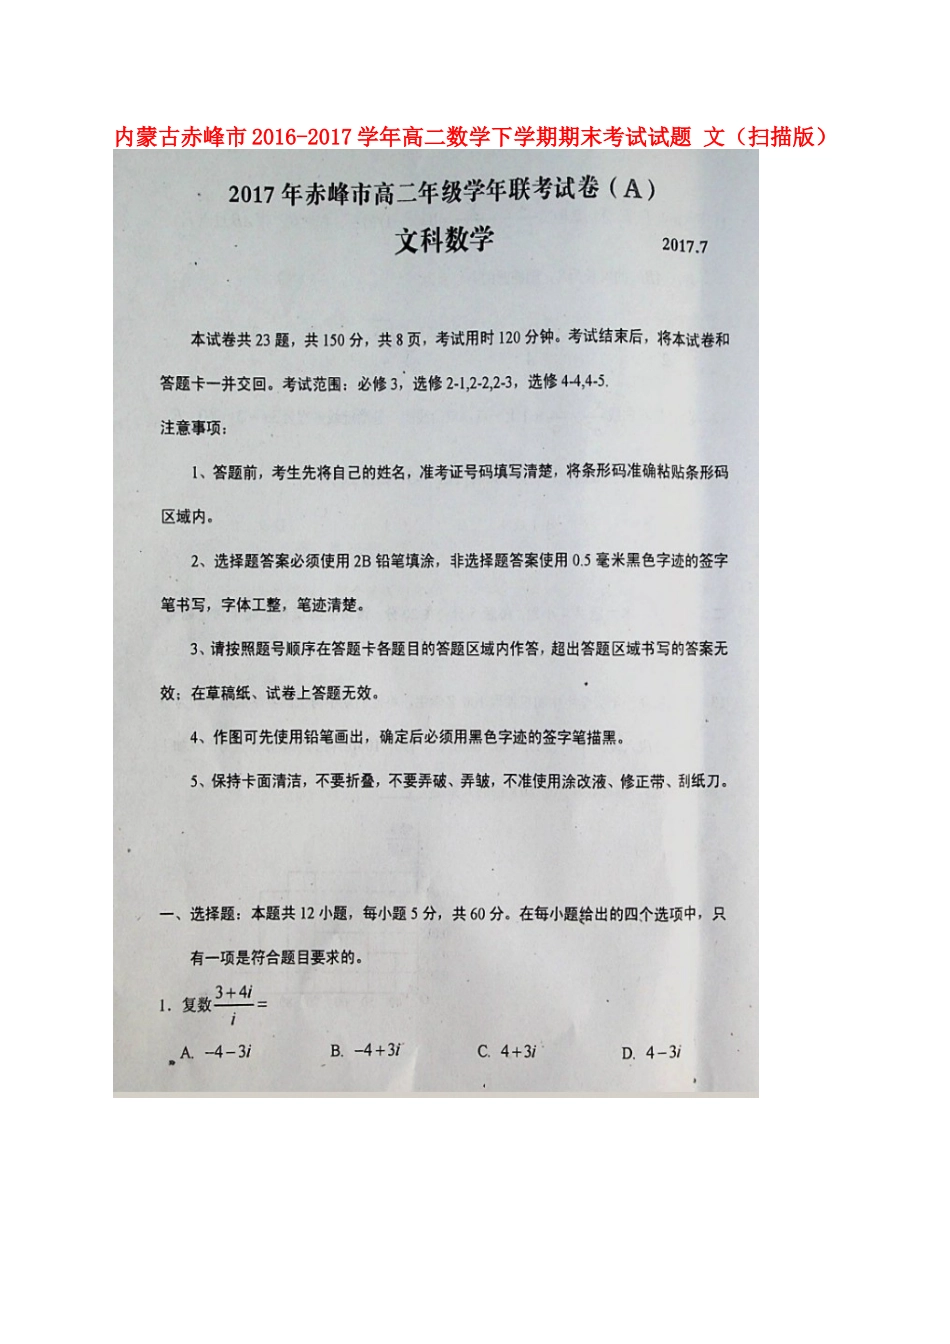 内蒙古赤峰市2016-2017学年高二数学下学期期末考试试题 文（扫描版）
2017年赤峰市高二年级学年联考试卷（A）
文科数学
2017.7
本试卷共23题，共150分，共8页，考试用时120分钟。考试结束后，将本试卷和
答题卡一并交回。考试范围：必修3，选修2-1,2-2,2-3，选修4-4,4-5.
注意事项：
1、答题前，考生先将自己的姓名，准考证号码填写清楚，将条形码准确粘贴条形码
区域内。
2、选择题答案必须使用2B铅笔填涂，非选择题答案使用0.5毫米黑色字迹的签字
笔书写，字体工整，笔迹清楚。
3、请按照题号顺序在答题卡各题目的答题区域内作答，超出答题区域书写的答案无
效；在草稿纸、试卷上答题无效。
4、作图可先使用铅笔画出，确定后必须用黑色字迹的签字笔描黑。
5、保持卡面清洁，不要折叠，不要弄破、弄皱，不准使用涂改液、修正带、刮纸刀。
一、选择题：本题共12小题，每小题5分，共60分。在每小题给出的四个选项中，只
有一项是符合题目要求的。
1. 复数(3+4i)/i=
A. -4-3i B. -4+3i C. 4+3i D. 4-3i